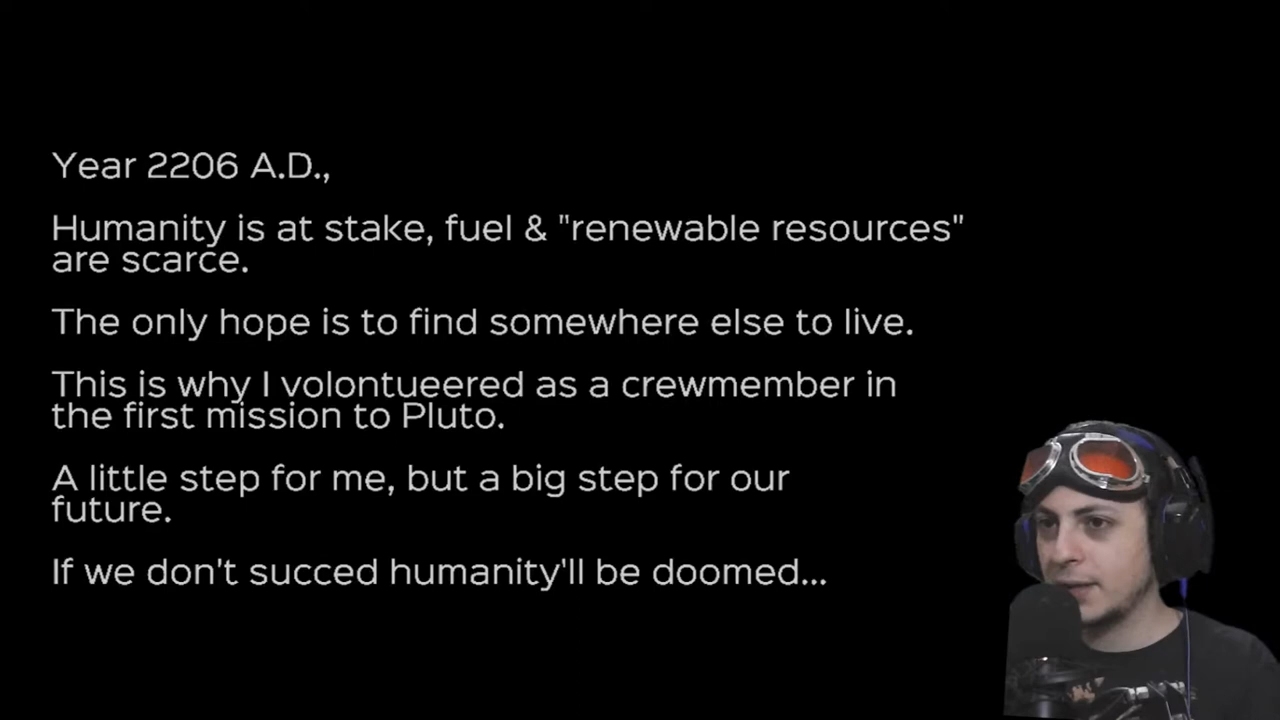 Year 2206 A.D.,
Humanity is at stake, fuel & "renewable resources"
are scarce.
The only hope is to find somewhere else to live.
This is why I volontueered as a crewmember in
the first mission to Pluto.
A little step for me, but a big step for our
future.
If we don't succed humanity'll be doomed...